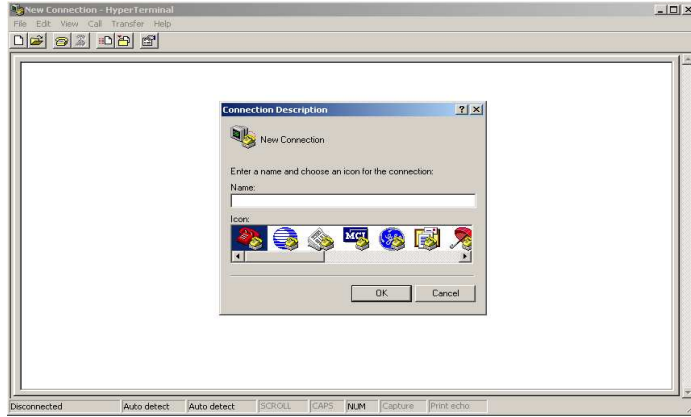 New Connection - HyperTerminal
File Edit View Call Transfer Help
Connection Description
New Connection
Enter a name and choose an icon for the connection:
Name:
Icon:
MCI
OK Cancel
Disconnected Auto detect Auto detect SCROLL CAPS NUM Capture Print echo